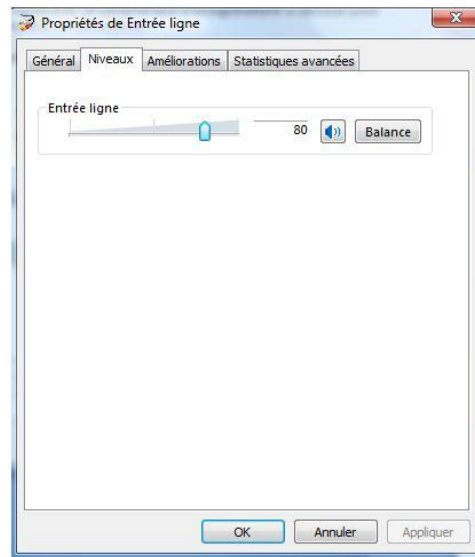 Propriétés de Entrée ligne
Général Niveaux Améliorations Statistiques avancées
Entrée ligne
80 Balance
OK Annuler Appliquer